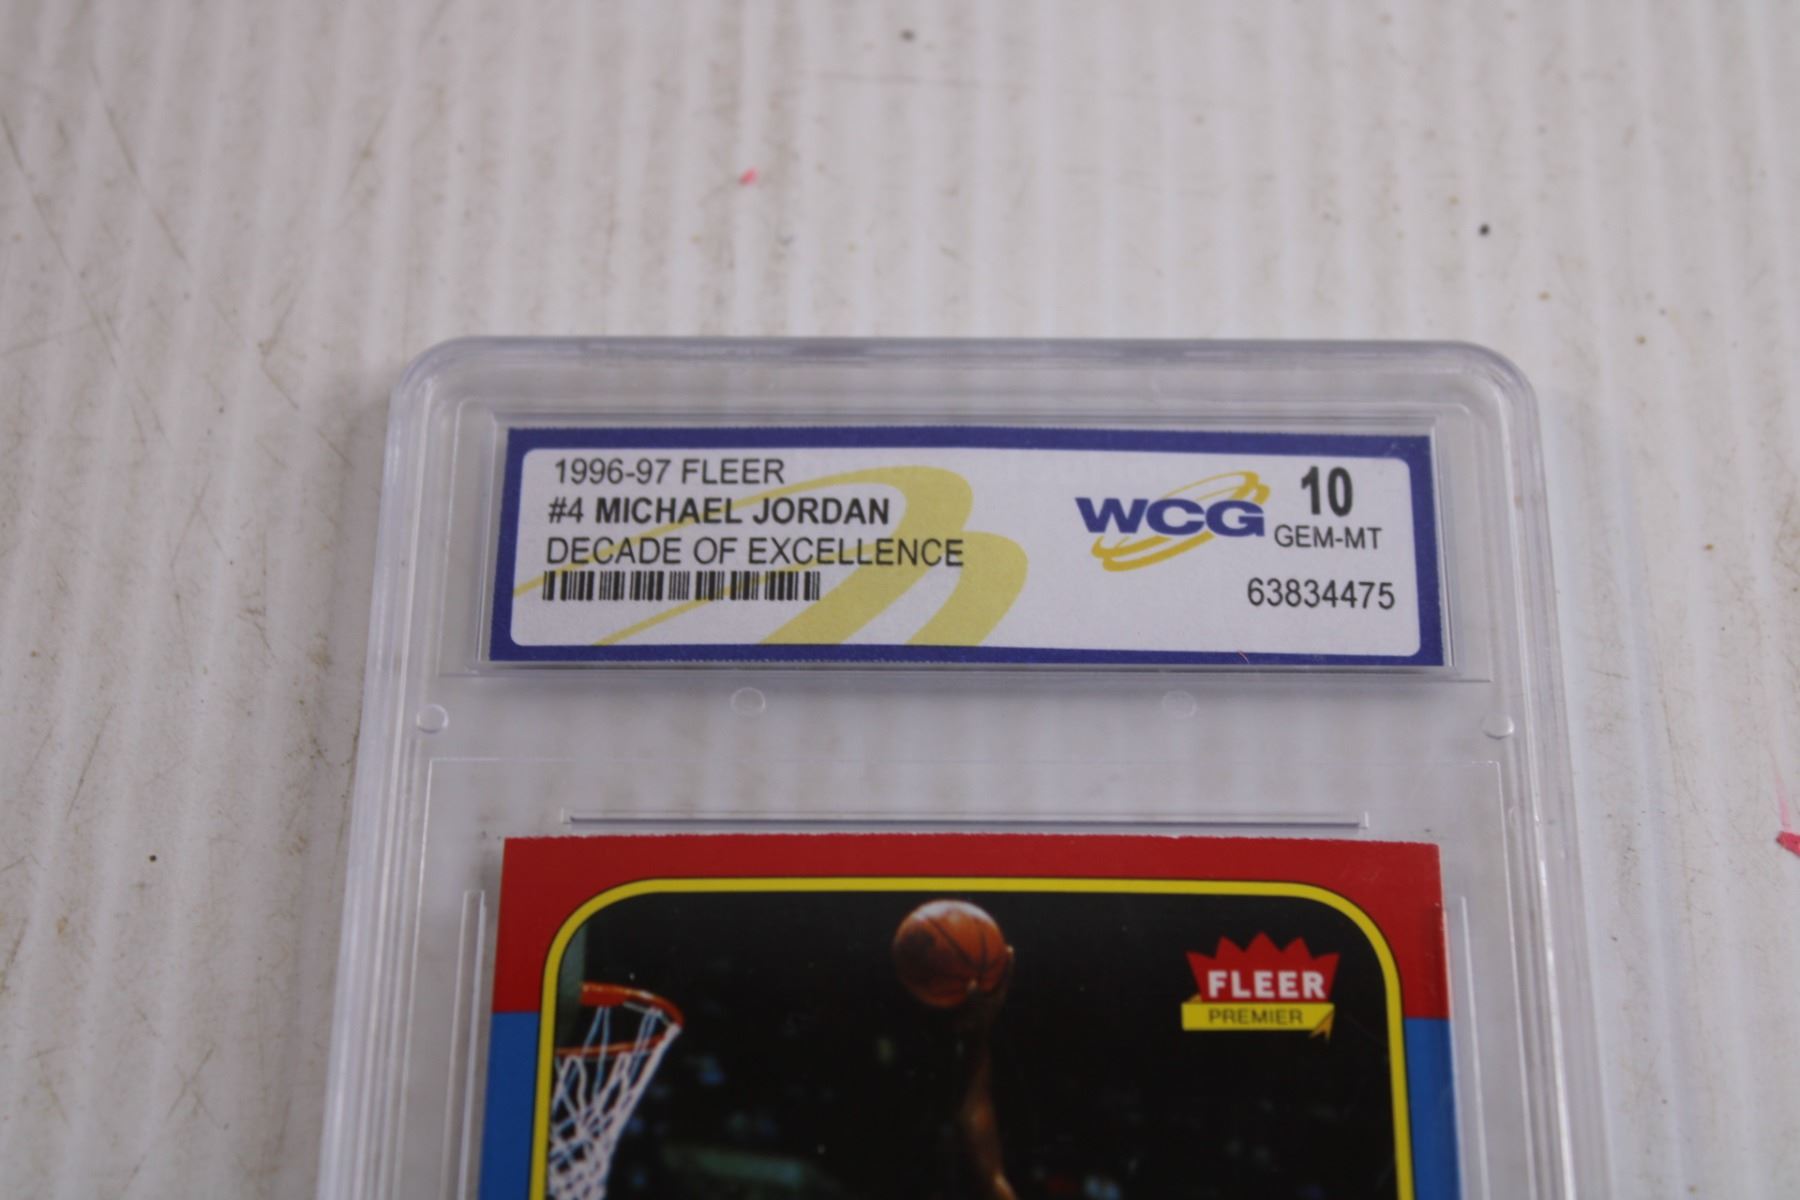 1996-97 FLEER
#4 MICHAEL JORDAN
DECADE OF EXCELLENCE
WCG
10
GEM-MT
63834475
FLEER
PREMIER